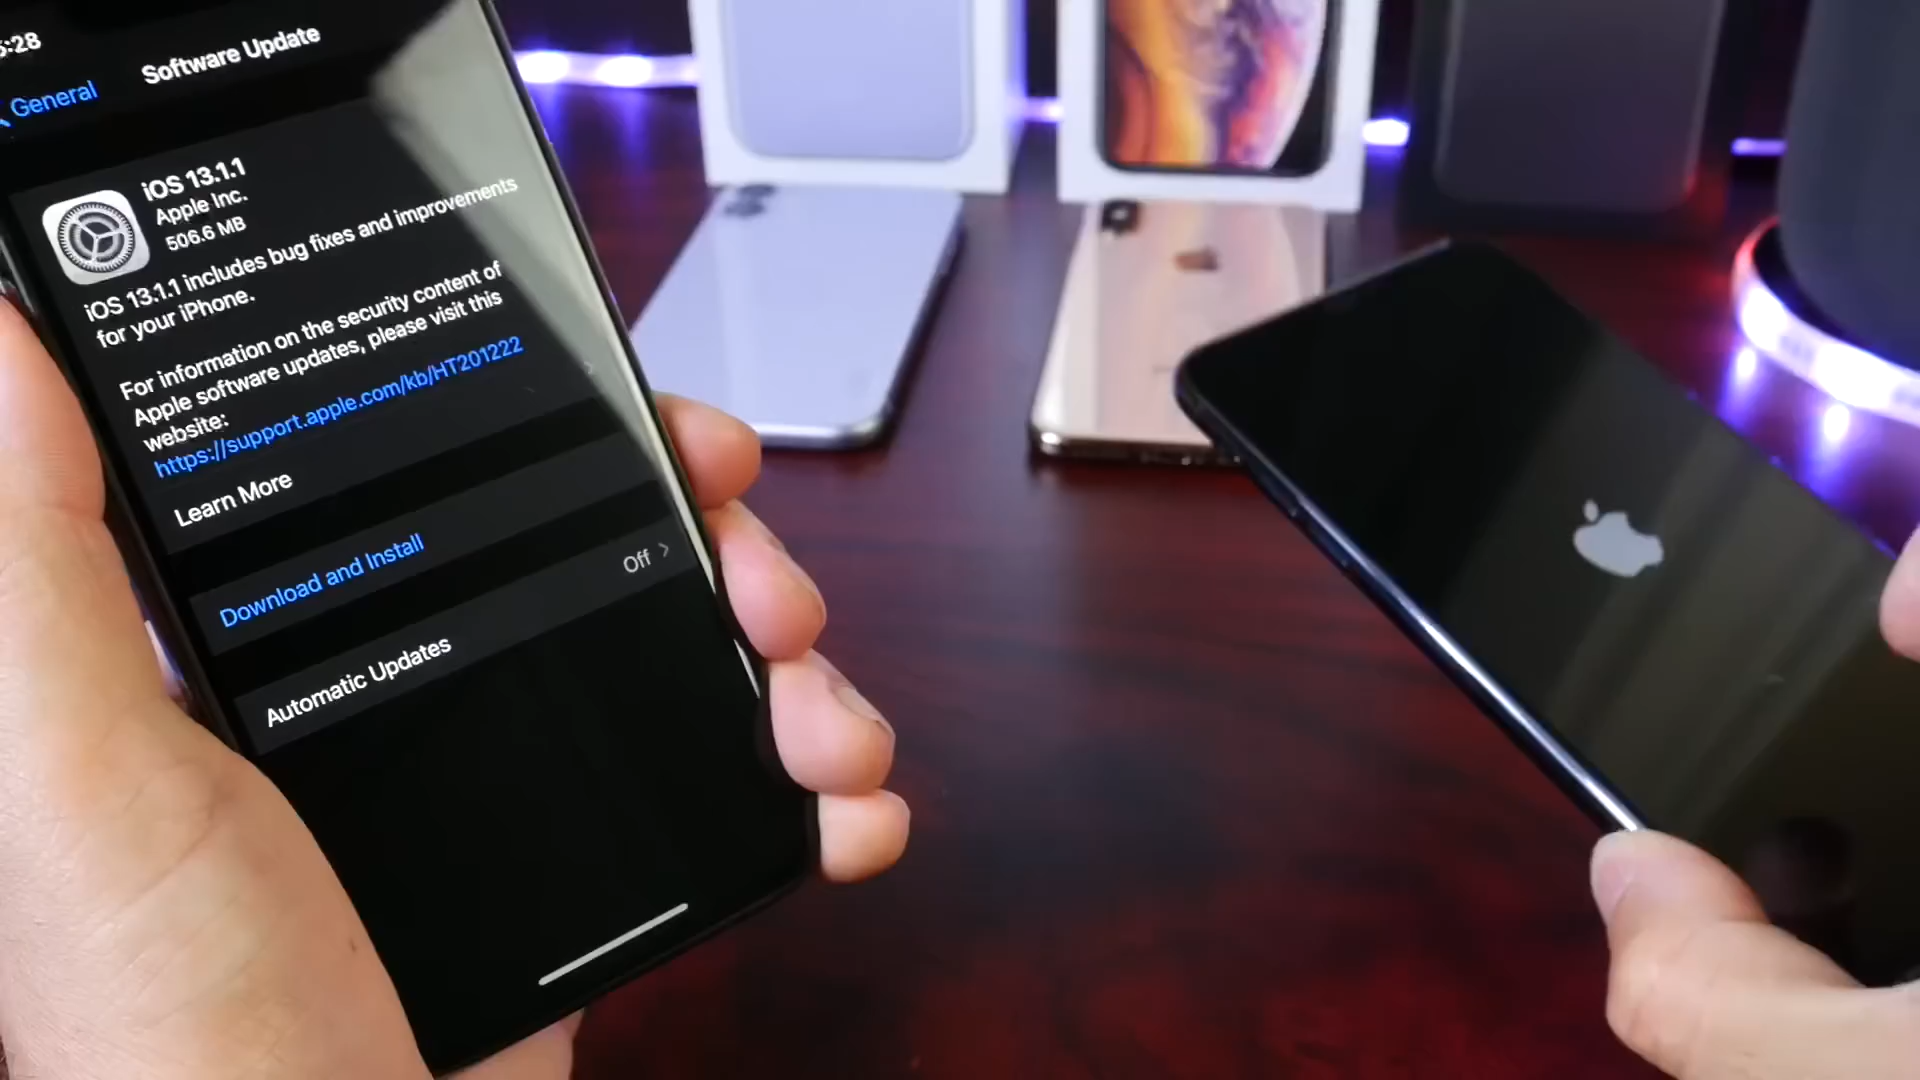 5:28
General
Software Update
iOS 13.1.1
Apple Inc.
506.6 MB
iOS 13.1.1 includes bug fixes and improvements
for your iPhone.
For information on the security content of
Apple software updates, please visit this
website:
https://support.apple.com/kb/HT201222
Learn More
Download and Install
Automatic Updates
Off